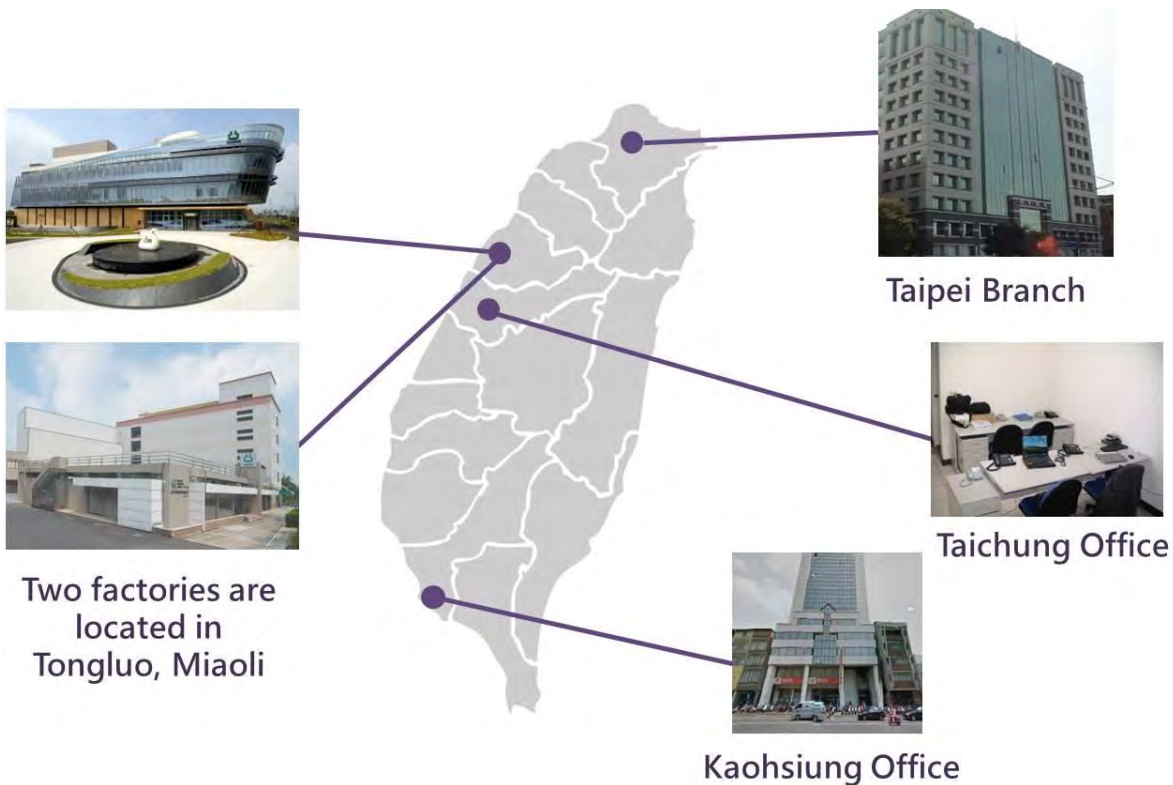 Taipei Branch
Two factories are
located in
Tongluo, Miaoli
Taichung Office
Kaohsiung Office